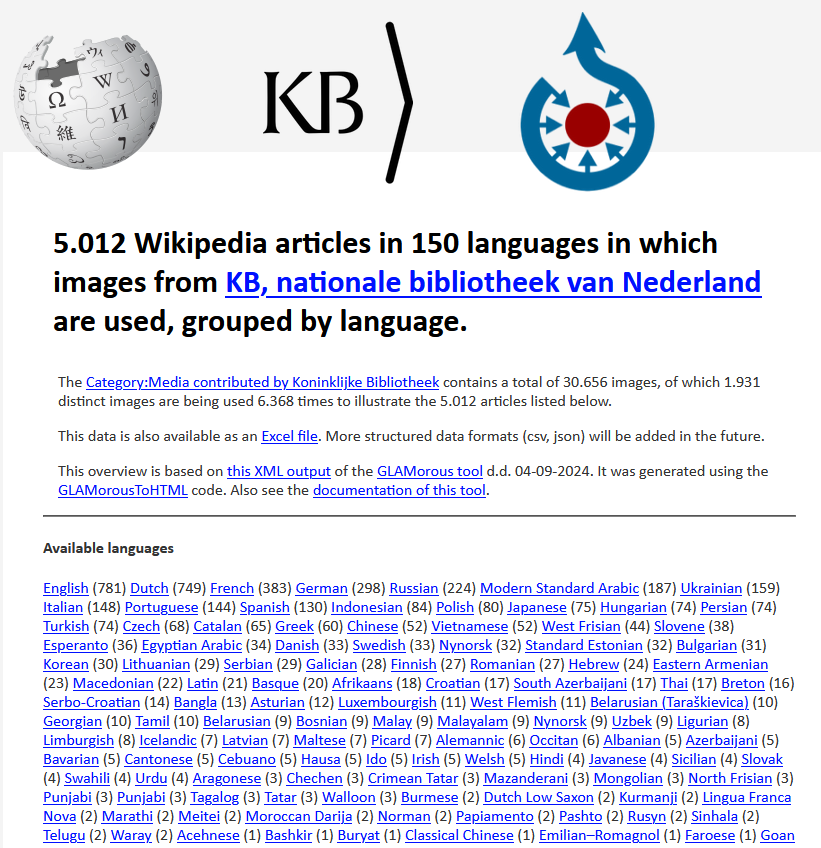 Ω W И 維 7 ウィ
KB
5.012 Wikipedia articles in 150 languages in which
images from KB, nationale bibliotheek van Nederland
are used, grouped by language.
The Category:Media contributed by Koninklijke Bibliotheek contains a total of 30.656 images, of which 1.931
distinct images are being used 6.368 times to illustrate the 5.012 articles listed below.
This data is also available as an Excel file. More structured data formats (csv, json) will be added in the future.
This overview is based on this XML output of the GLAMorous tool d.d. 04-09-2024. It was generated using the
GLAMorousToHTML code. Also see the documentation of this tool.
Available languages
English (781) Dutch (749) French (383) German (298) Russian (224) Modern Standard Arabic (187) Ukrainian (159)
Italian (148) Portuguese (144) Spanish (130) Indonesian (84) Polish (80) Japanese (75) Hungarian (74) Persian (74)
Turkish (74) Czech (68) Catalan (65) Greek (60) Chinese (52) Vietnamese (52) West Frisian (44) Slovene (38)
Esperanto (36) Egyptian Arabic (34) Danish (33) Swedish (33) Nynorsk (32) Standard Estonian (32) Bulgarian (31)
Korean (30) Lithuanian (29) Serbian (29) Galician (28) Finnish (27) Romanian (27) Hebrew (24) Eastern Armenian
(23) Macedonian (22) Latin (21) Basque (20) Afrikaans (18) Croatian (17) South Azerbaijani (17) Thai (17) Breton (16)
Serbo-Croatian (14) Bangla (13) Asturian (12) Luxembourgish (11) West Flemish (11) Belarusian (Taraškievica) (10)
Georgian (10) Tamil (10) Belarusian (9) Bosnian (9) Malay (9) Malayalam (9) Nynorsk (9) Uzbek (9) Ligurian (8)
Limburgish (8) Icelandic (7) Latvian (7) Maltese (7) Picard (7) Alemannic (6) Occitan (6) Albanian (5) Azerbaijani (5)
Bavarian (5) Cantonese (5) Cebuano (5) Hausa (5) Ido (5) Irish (5) Welsh (5) Hindi (4) Javanese (4) Sicilian (4) Slovak
(4) Swahili (4) Urdu (4) Aragonese (3) Chechen (3) Crimean Tatar (3) Mazanderani (3) Mongolian (3) North Frisian (3)
Punjabi (3) Punjabi (3) Tagalog (3) Tatar (3) Walloon (3) Burmese (2) Dutch Low Saxon (2) Kurmanji (2) Lingua Franca
Nova (2) Marathi (2) Meitei (2) Moroccan Darija (2) Norman (2) Papiamento (2) Pashto (2) Rusyn (2) Sinhala (2)
Telugu (2) Waray (2) Acehnese (1) Bashkir (1) Buryat (1) Classical Chinese (1) Emilian–Romagnol (1) Faroese (1) Goan